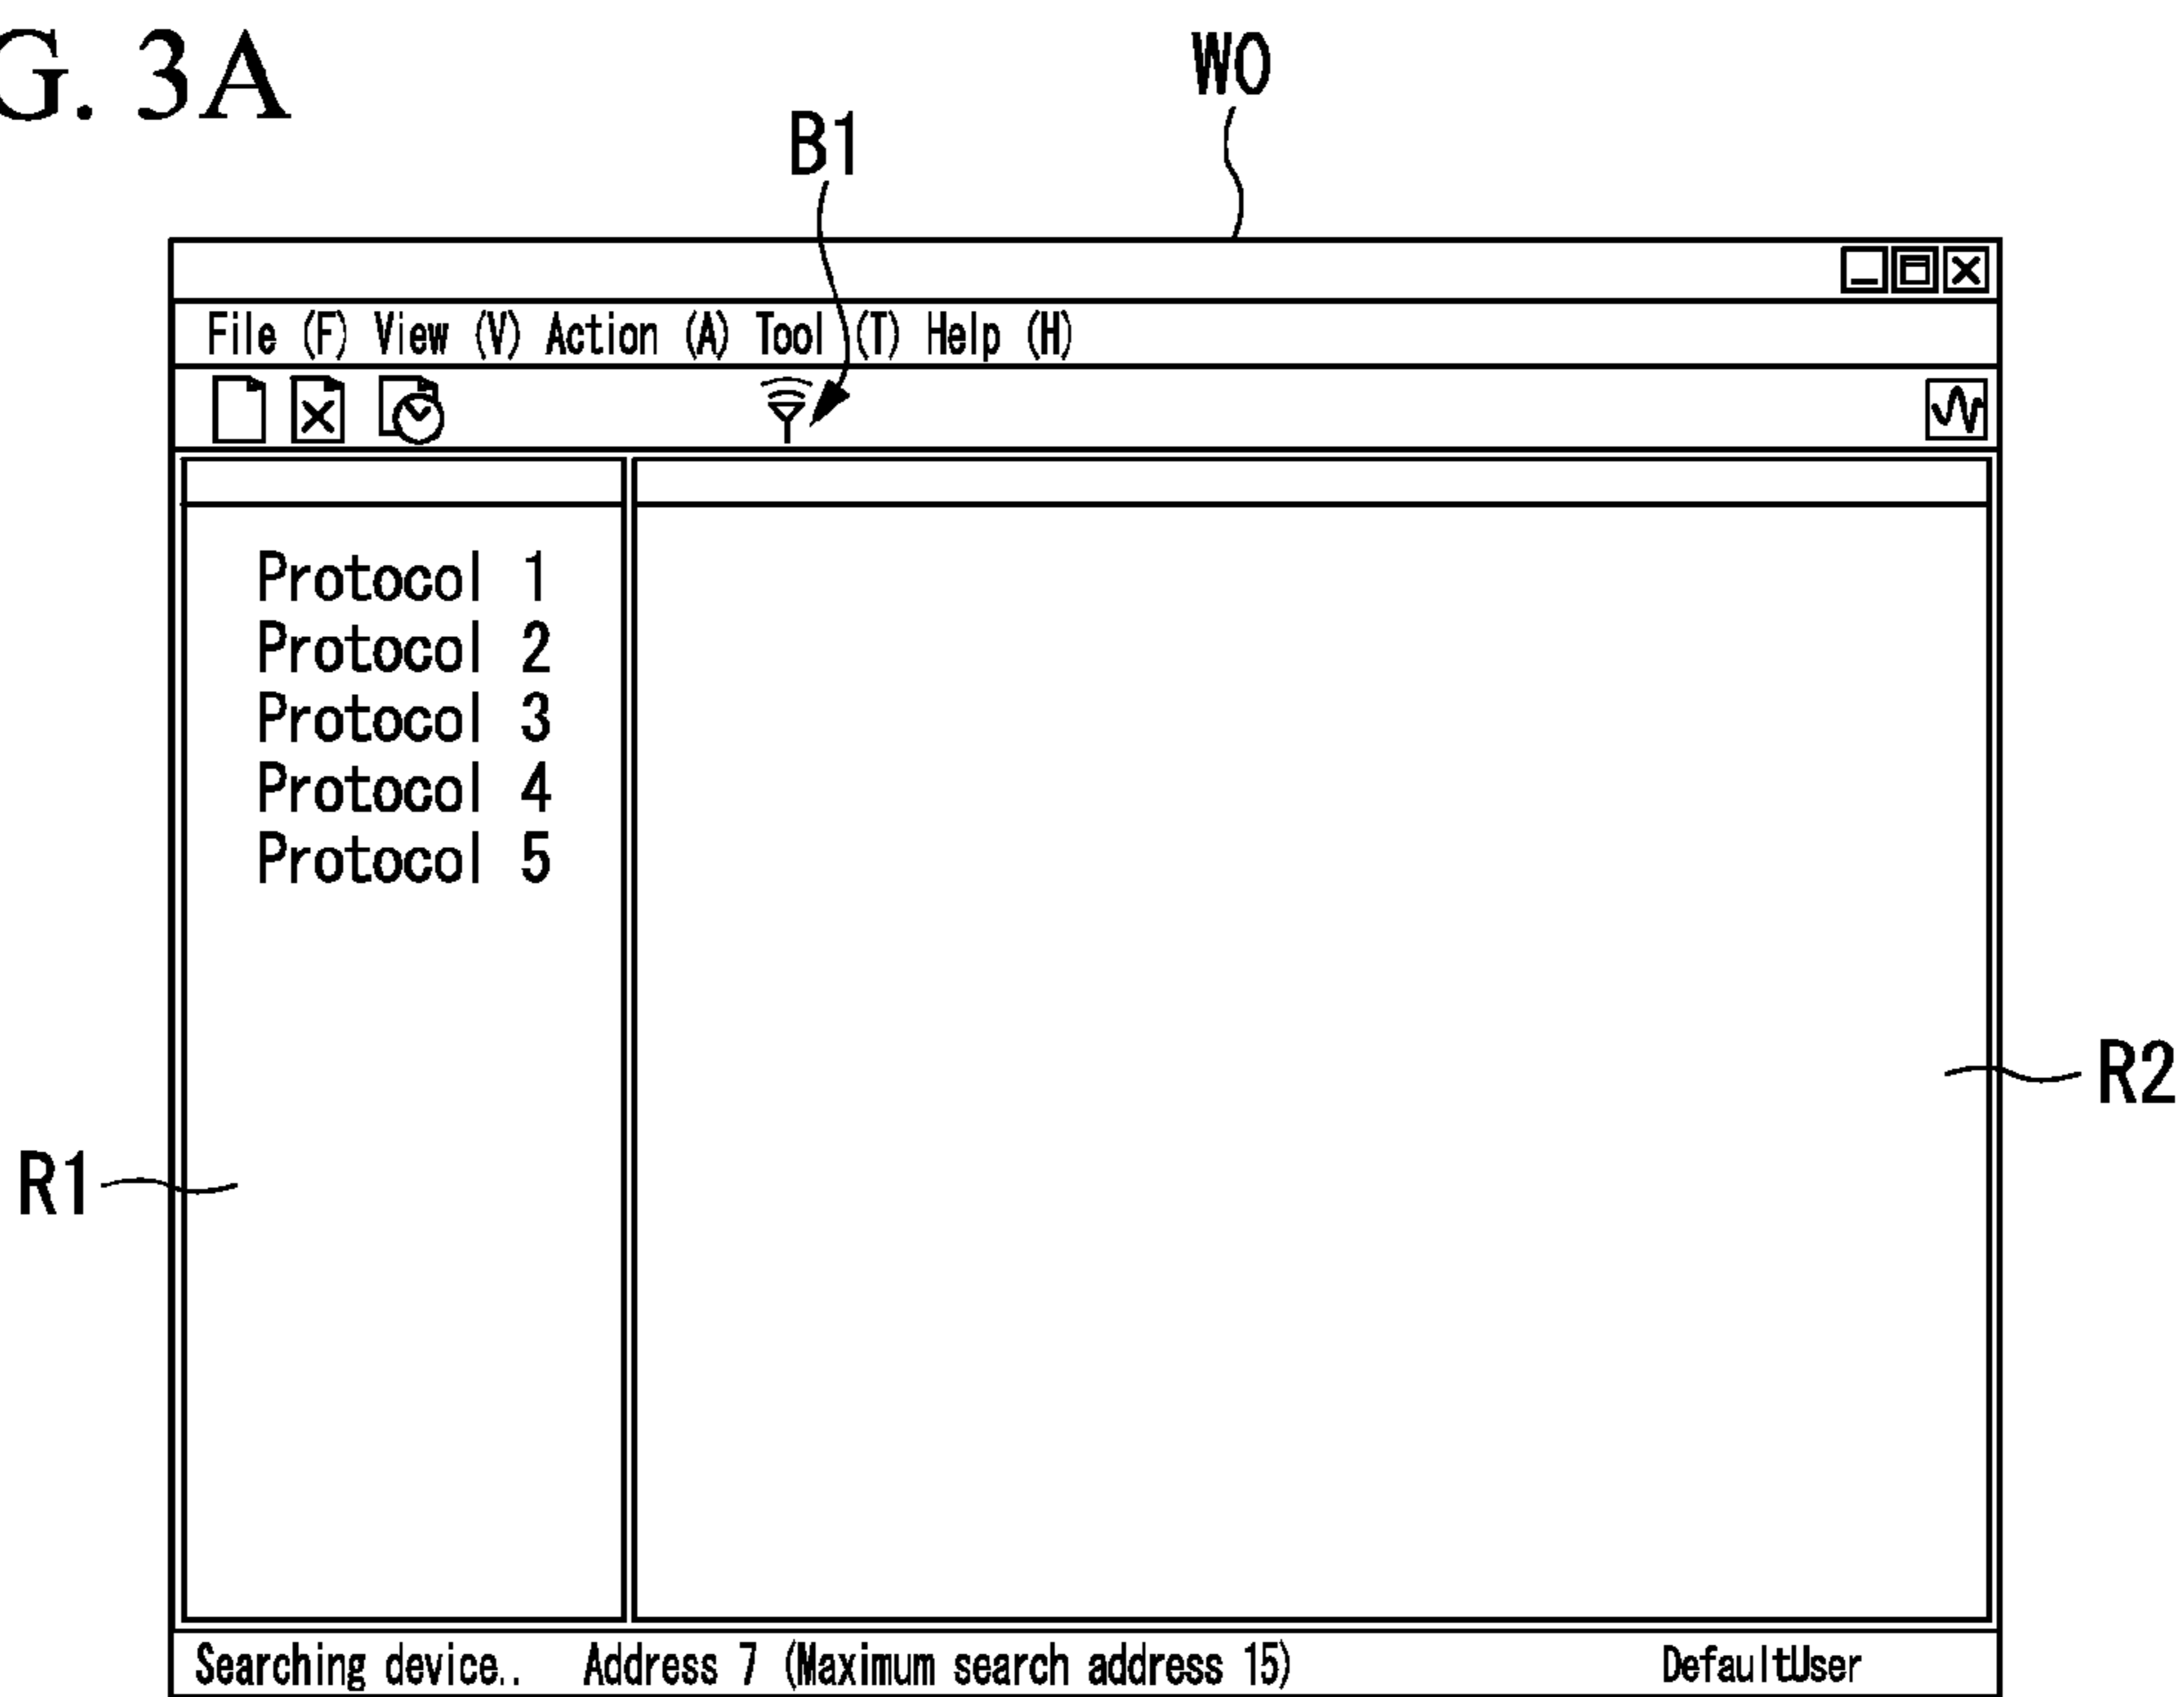 G. 3A
W0
B1
File (F) View (V) Action (A) Tool (T) Help (H)
Protocol 1
Protocol 2
Protocol 3
Protocol 4
Protocol 5
R2
R1
Searching device.. Address 7 (Maximum search address 15) DefaultUser